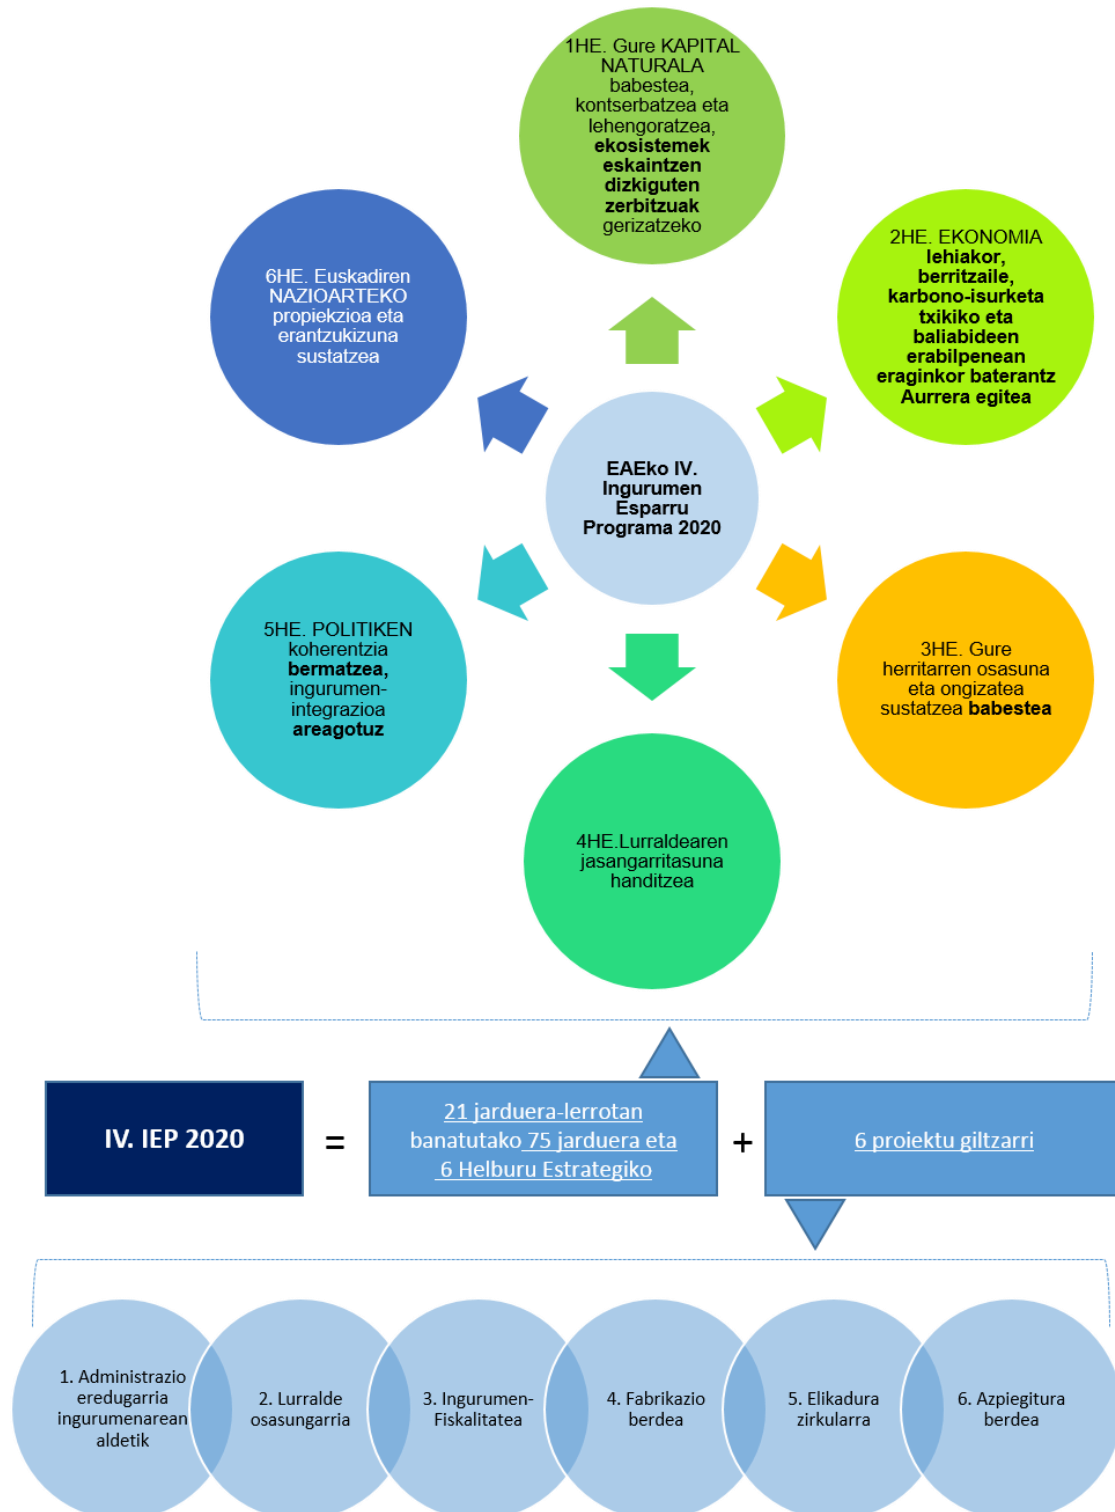 1HE. Gure KAPITAL
NATURALA
babestea,
kontserbatzea eta
lehengoratzea,
ekosistemek
eskaintzen
dizkiguten
zerbitzuak
gerizatzeko
2HE. EKONOMIA
lehiakor,
berritzaile,
karbono-isurketa
txikiko eta
baliabideen
erabilpenean
eraginkor baterantz
Aurrera egitea
6HE. Euskadiren
NAZIOARTEKO
propiekzioa eta
erantzukizuna
sustatzea
EAEko IV.
Ingurumen
Esparru
Programa 2020
5HE. POLITIKEN
koherentzia
bermatzea,
ingurumen-
integrazioa
areagotuz
3HE. Gure
herritarren osasuna
eta ongizatea
sustatzea babestea
4HE.Lurraldearen
jasangarritasuna
handitzea
IV. IEP 2020
=
21 jarduera-lerrotan
banatutako 75 jarduera eta
6 Helburu Estrategiko
+
6 proiektu giltzarri
1. Administrazio
eredugarria
ingurumenarean
aldetik
2. Lurralde
osasungarria
3. Ingurumen-
Fiskalitatea
4. Fabrikazio
berdea
5. Elikadura
zirkularra
6. Azpiegitura
berdea